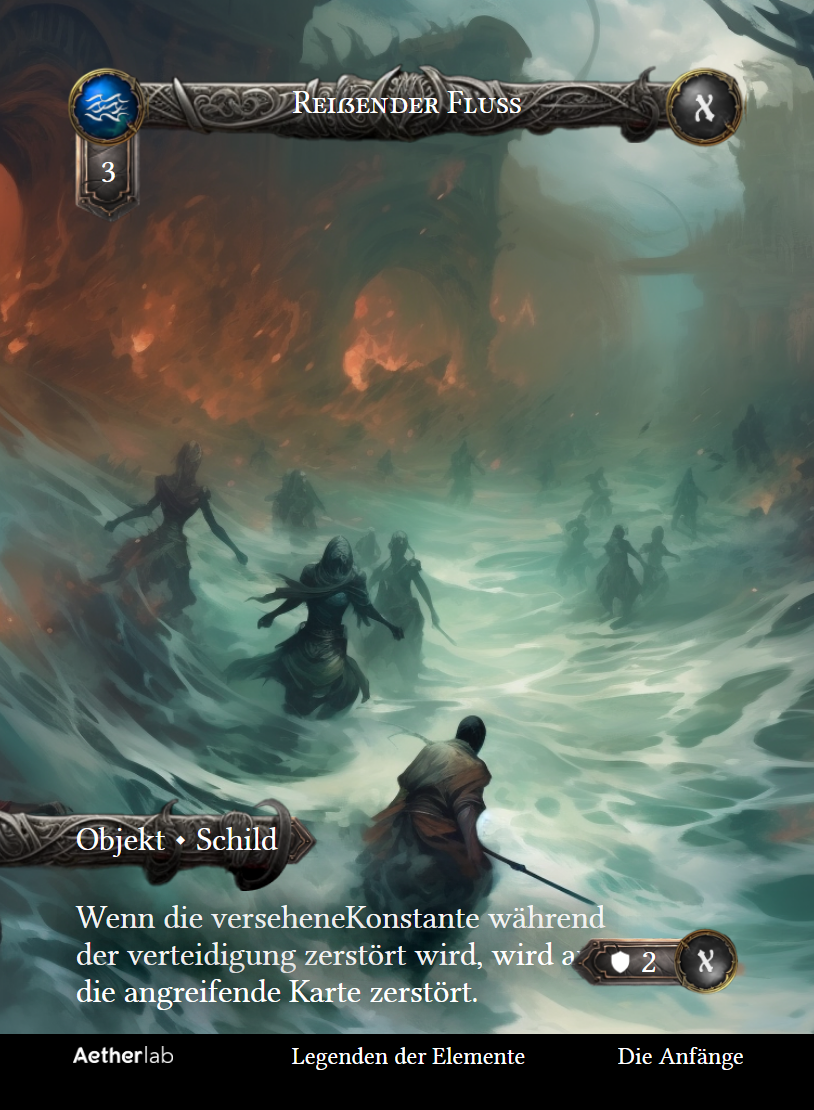 Reißender Fluss
3
Objekt • Schild
Wenn die verseheneKonstante während
der verteidigung zerstört wird, wird
die angreifende Karte zerstört.
2
Aetherlab
Legenden der Elemente
Die Anfänge